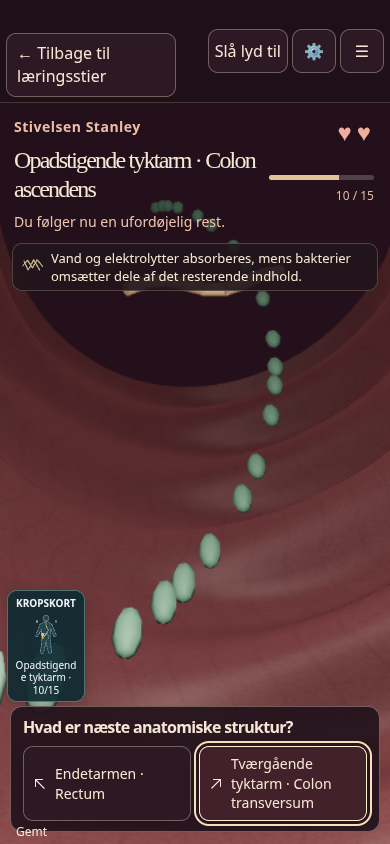 ← Tilbage til
læringsstier
Slå lyd til
Stivelsen Stanley
Opadstigende tyktarm · Colon
ascendens
10 / 15
Du følger nu en ufordøjelig rest.
Vand og elektrolytter absorberes, mens bakterier
omsætter dele af det resterende indhold.
KROPSKORT
Opadstigend
e tyktarm ·
10/15
Hvad er næste anatomiske struktur?
Endetarmen ·
Rectum
Tværgående
tyktarm · Colon
transversum
Gemt